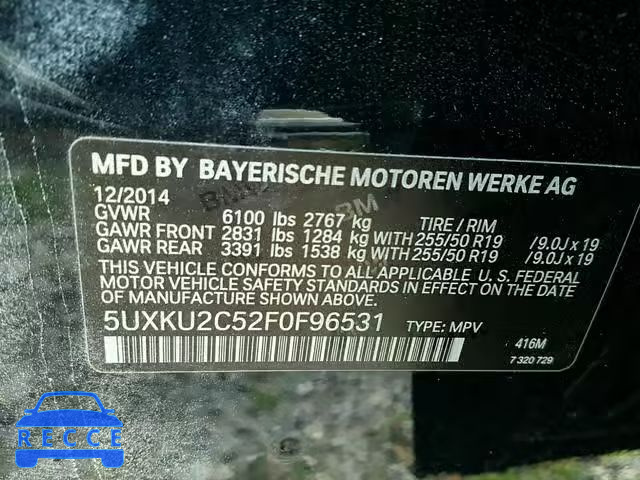 MFD BY BAYERISCHE MOTOREN WERKE AG
12/2014
GVWR 6100 lbs 2767 kg TIRE / RIM
GAWR FRONT 2831 lbs 1284 kg WITH 255/50 R19 /9.0J x 19
GAWR REAR 3391 lbs 1538 kg WITH 255/50 R19 /9.0J x 19
THIS VEHICLE CONFORMS TO ALL APPLICABLE U. S. FEDERAL
MOTOR VEHICLE SAFETY STANDARDS IN EFFECT ON THE DATE OF MANUFACTURE SHOWN ABOVE.
5UXKU2C52F0F96531 TYPE: MPV
416M
7 320 729
RECCE